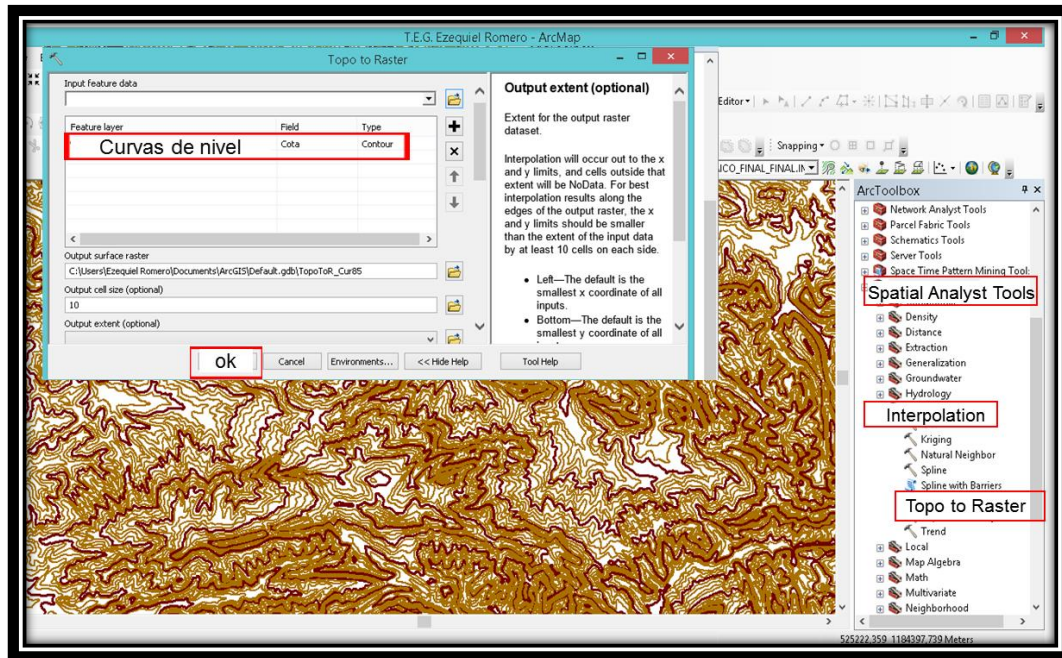 T.E.G. Ezequiel Romero - ArcMap
Topo to Raster
Input feature data
Feature layer Field Type
Curvas de nivel Cota Contour
Output surface raster
C:\Users\Ezequiel Romero\Documents\ArcGIS\Default.gdb\TopoToR_Cur85
Output cell size (optional)
10
Output extent (optional)
ok Cancel Environments... << Hide Help Tool Help
Output extent (optional)
Extent for the output raster
dataset.
Interpolation will occur out to the x
and y limits, and cells outside that
extent will be NoData. For best
interpolation results along the
edges of the output raster, the x
and y limits should be smaller
than the extent of the input data
by at least 10 cells on each side.
• Left—The default is the
smallest x coordinate of all
inputs.
• Bottom—The default is the
smallest y coordinate of all
Editor
Snapping
ICO_FINAL_FINAL.IN
ArcToolbox
Network Analyst Tools
Parcel Fabric Tools
Schematics Tools
Server Tools
Space Time Pattern Mining Tool:
Spatial Analyst Tools
Density
Distance
Extraction
Generalization
Groundwater
Hydrology
Interpolation
Kriging
Natural Neighbor
Spline
Spline with Barriers
Topo to Raster
Trend
Local
Map Algebra
Math
Multivariate
Neighborhood
525222,359 1184397,739 Meters